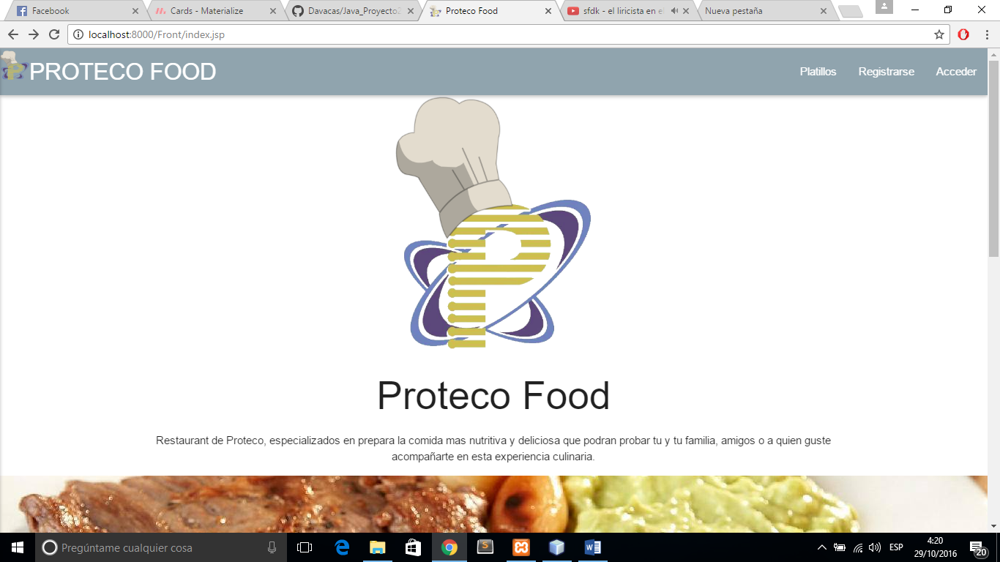 Facebook
Cards - Materialize
Davacas/Java_Proyecto2
Proteco Food
sfdk - el liricista en el
Nueva pestaña
localhost:8000/Front/index.jsp
PROTECO FOOD
Platillos
Registrarse
Acceder
P
Proteco Food
Restaurant de Proteco, especializados en prepara la comida mas nutritiva y deliciosa que podran probar tu y tu familia, amigos o a quien guste
acompañarte en esta experiencia culinaria.
Pregúntame cualquier cosa
ESP
4:20
29/10/2016
20